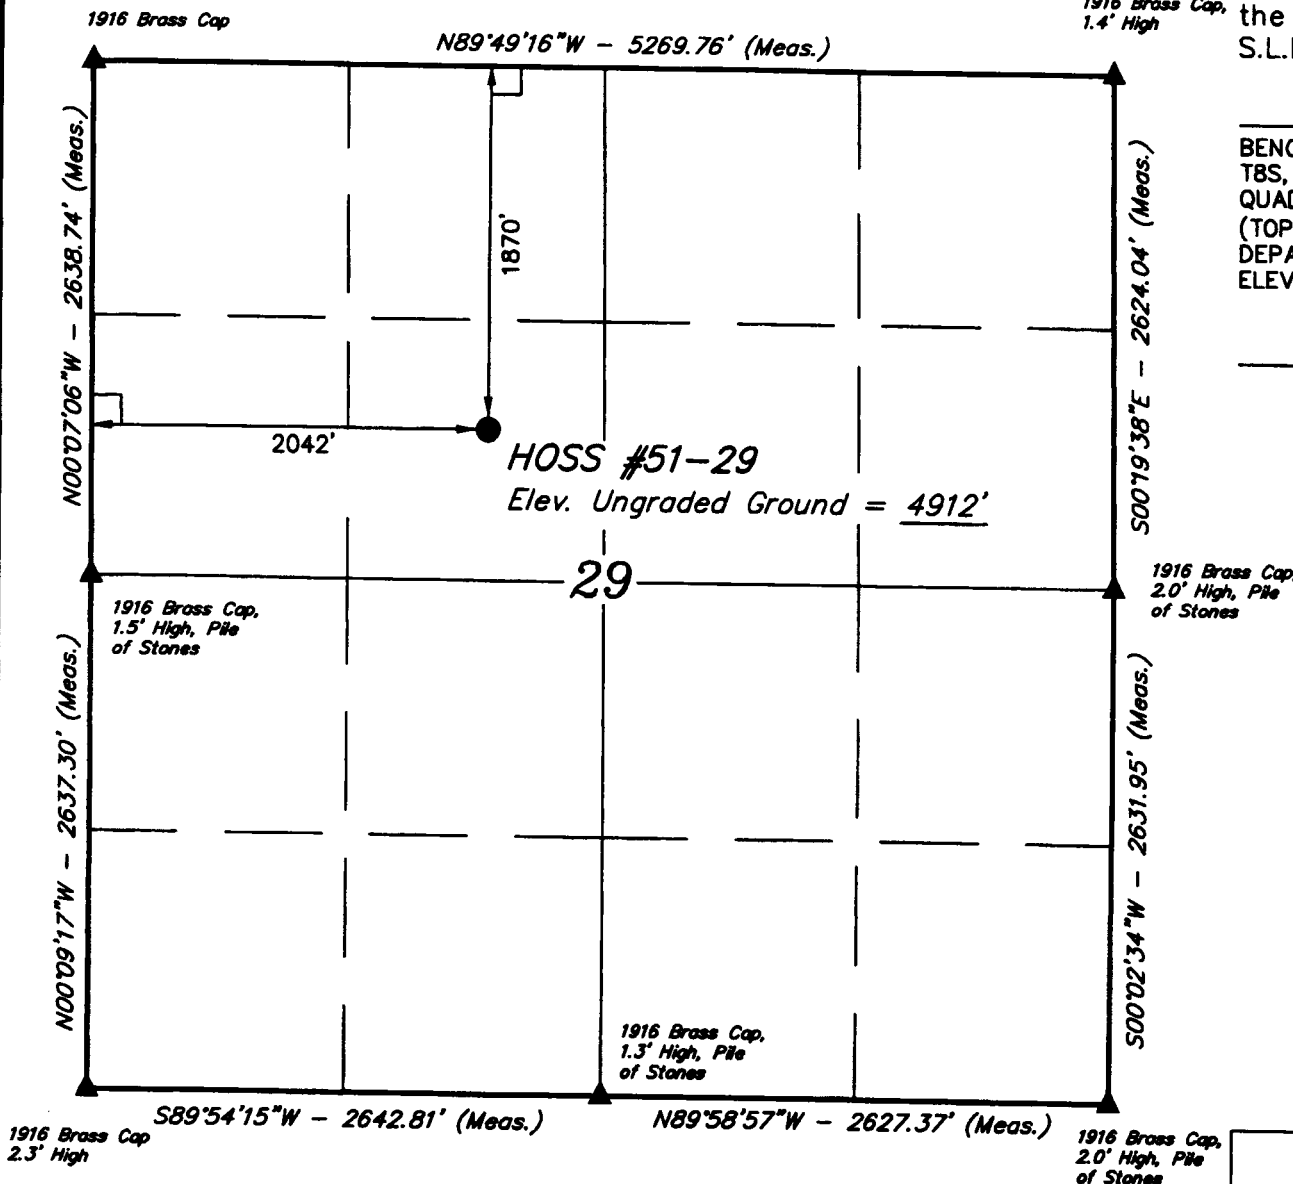 1916 Brass Cap
N89°49'16"W - 5269.76' (Meas.)
1916 Brass Cap,
1.4' High
the
S.L.
BENC
TBS,
QUAD
(TOP
DEPA
ELEV
N00°07'06"W - 2638.74' (Meas.)
1870'
S00°19'38"E - 2624.04' (Meas.)
2042'
HOSS #51-29
Elev. Ungraded Ground = 4912'
29
1916 Brass Cap,
1.5' High, Pile
of Stones
1916 Brass Cap,
2.0' High, Pile
of Stones
N00°09'17"W - 2637.30' (Meas.)
S00°02'34"W - 2631.95' (Meas.)
1916 Brass Cap,
1.3' High, Pile
of Stones
S89°54'15"W - 2642.81' (Meas.)
N89°58'57"W - 2627.37' (Meas.)
1916 Brass Cap
2.3' High
1916 Brass Cap,
2.0' High, Pile
of Stones